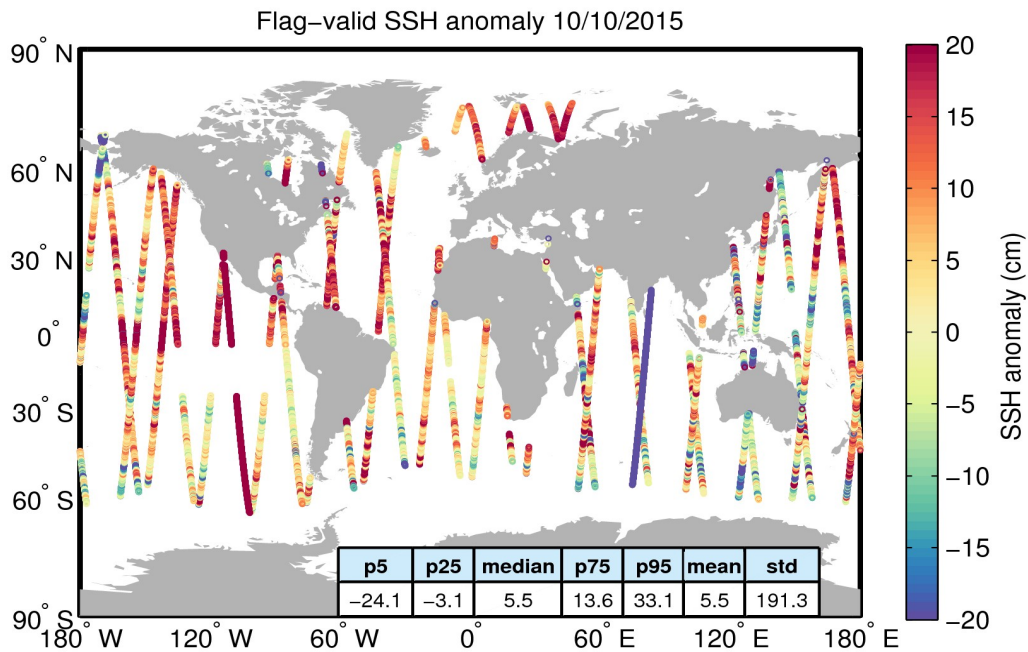 Flag−valid SSH anomaly 10/10/2015
90° N
60° N
30° N
0°
30° S
60° S
90° S
180° W
120° W
60° W
0°
60° E
120° E
180° E
p5 p25 median p75 p95 mean std
−24.1 −3.1 5.5 13.6 33.1 5.5 191.3
20
15
10
5
0
−5
−10
−15
−20
SSH anomaly (cm)